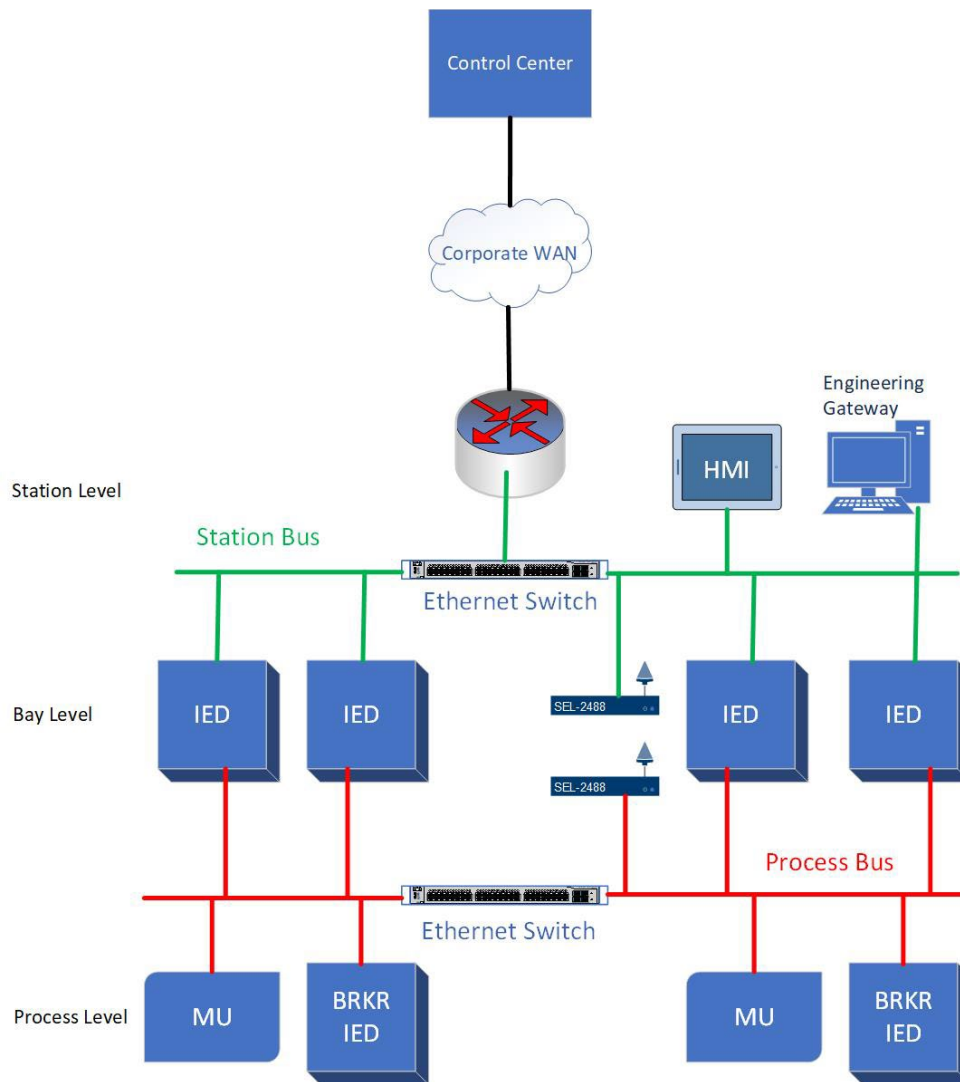 Control Center
Corporate WAN
Engineering
Gateway
HMI
Station Level
Station Bus
Ethernet Switch
IED
IED
IED
IED
Bay Level
SEL-2488
SEL-2488
Process Bus
Ethernet Switch
Process Level
MU
BRKR
IED
MU
BRKR
IED